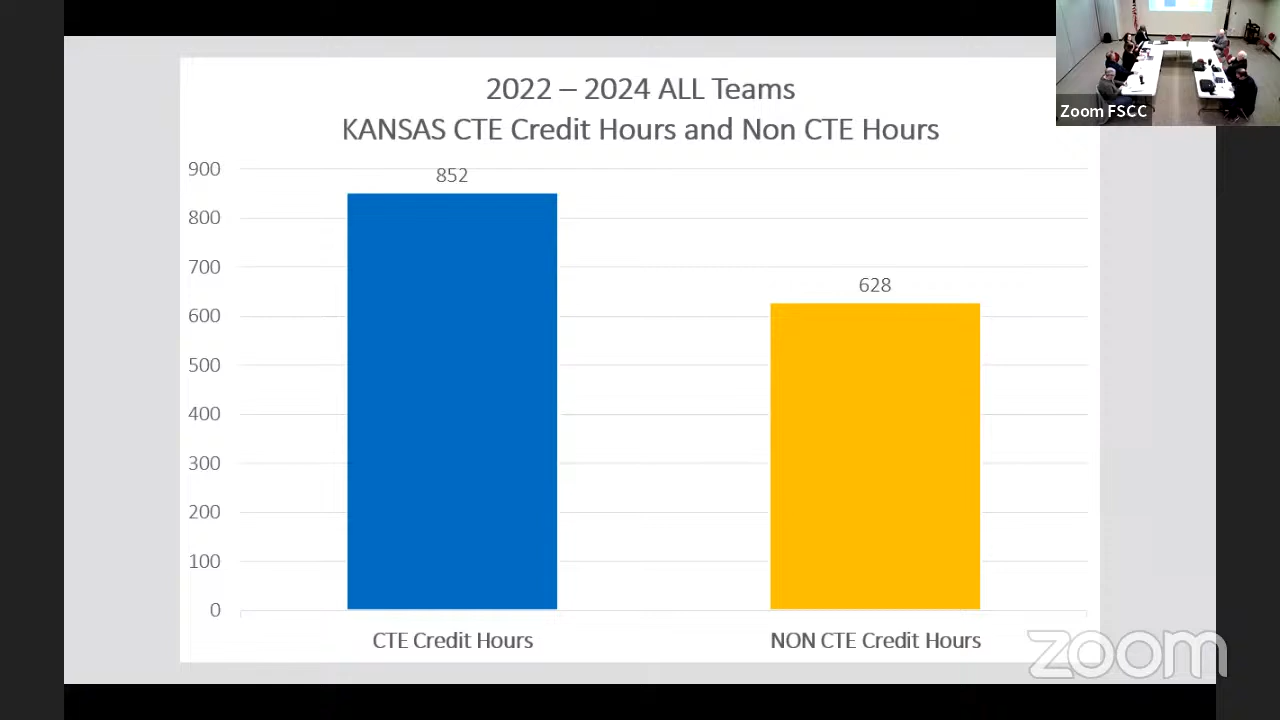 2022 – 2024 ALL Teams
KANSAS CTE Credit Hours and Non CTE Hours
Zoom FSCC
900
852
800
700
628
600
500
400
300
200
100
0
CTE Credit Hours
NON CTE Credit Hours
zoom